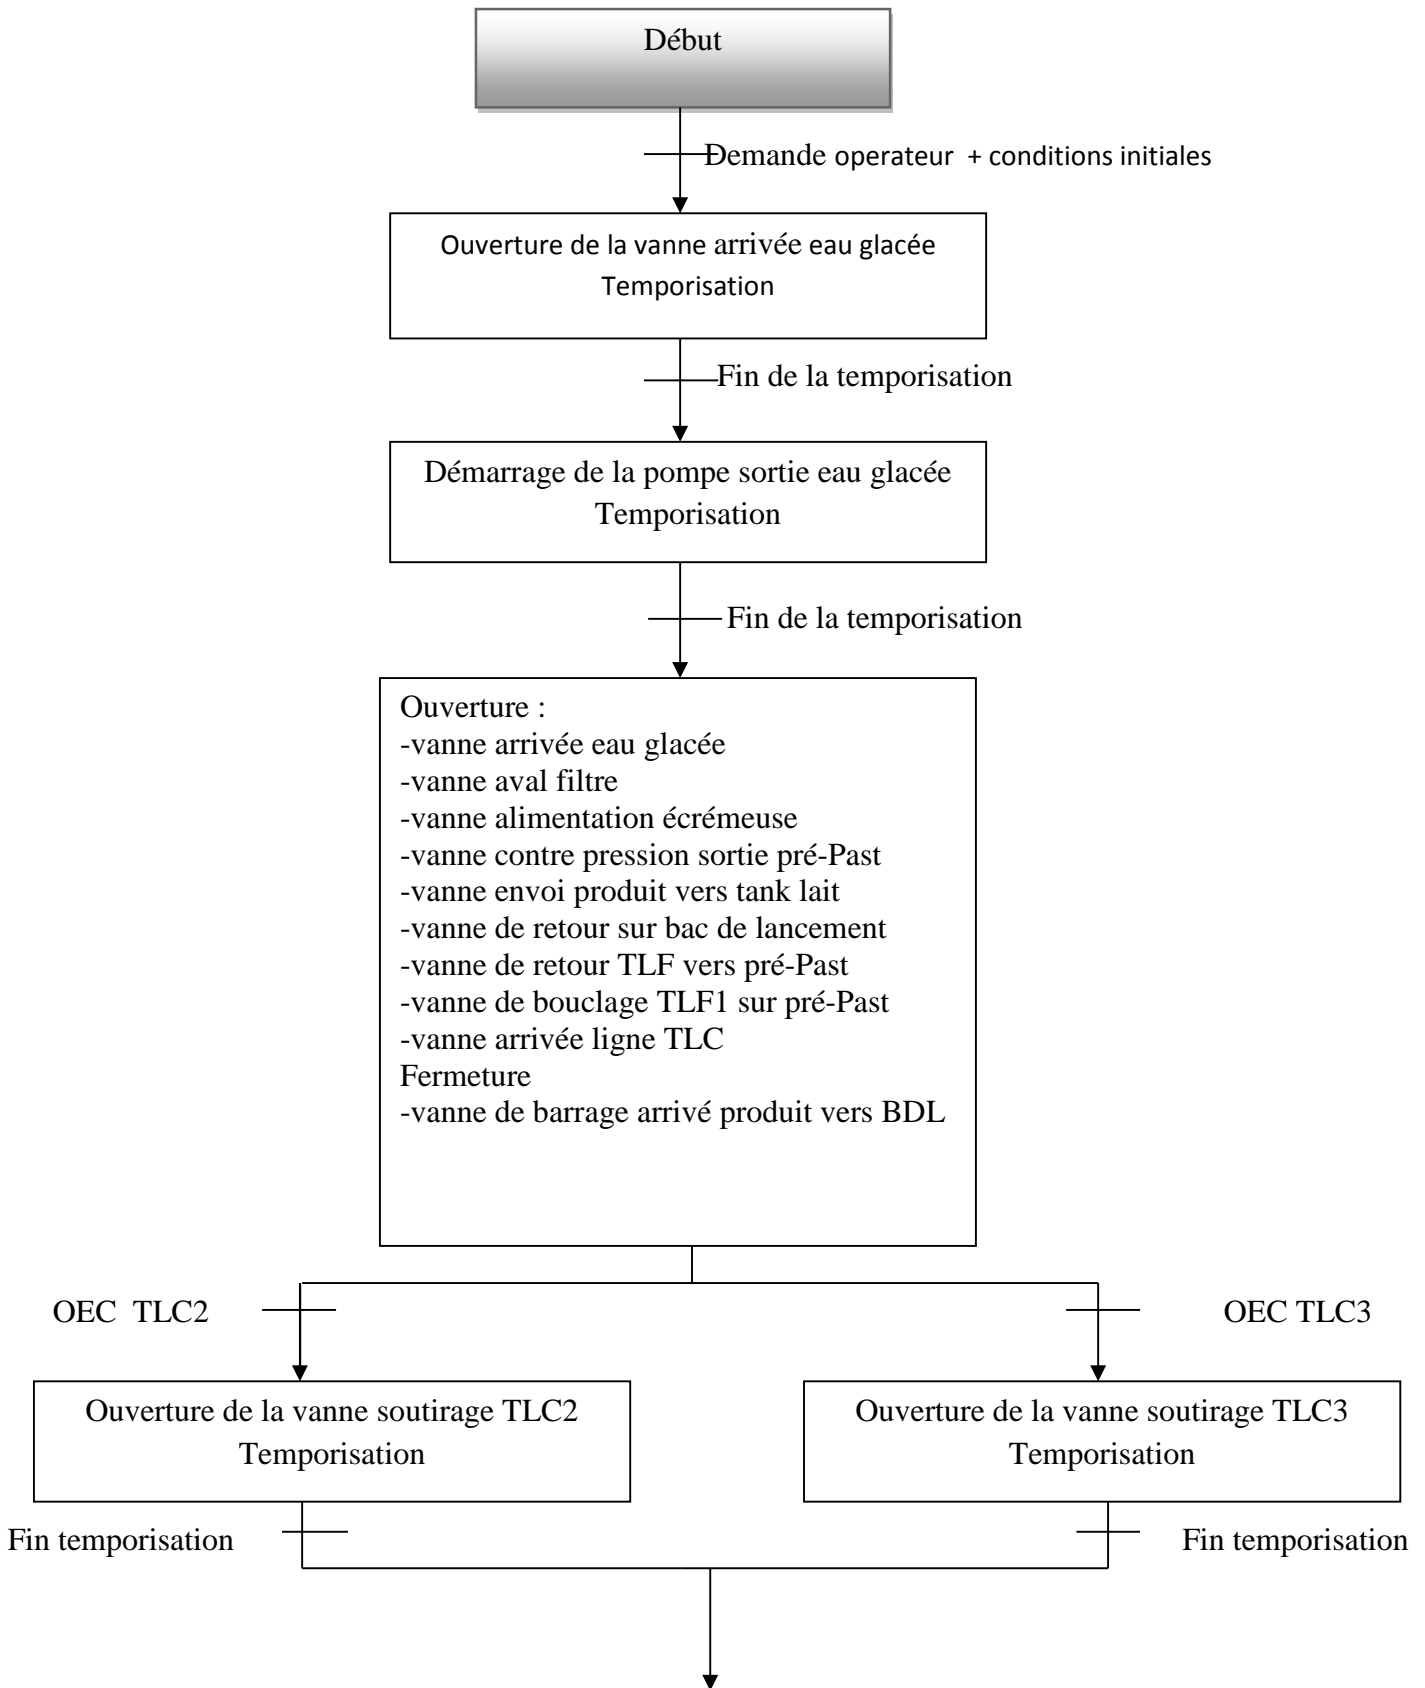 Début
Demande operateur + conditions initiales
Ouverture de la vanne arrivée eau glacée
Temporisation
Fin de la temporisation
Démarrage de la pompe sortie eau glacée
Temporisation
Fin de la temporisation
Ouverture :
-vanne arrivée eau glacée
-vanne aval filtre
-vanne alimentation écrémeuse
-vanne contre pression sortie pré-Past
-vanne envoi produit vers tank lait
-vanne de retour sur bac de lancement
-vanne de retour TLF vers pré-Past
-vanne de bouclage TLF1 sur pré-Past
-vanne arrivée ligne TLC
Fermeture
-vanne de barrage arrivé produit vers BDL
OEC TLC2
OEC TLC3
Ouverture de la vanne soutirage TLC2
Temporisation
Ouverture de la vanne soutirage TLC3
Temporisation
Fin temporisation
Fin temporisation